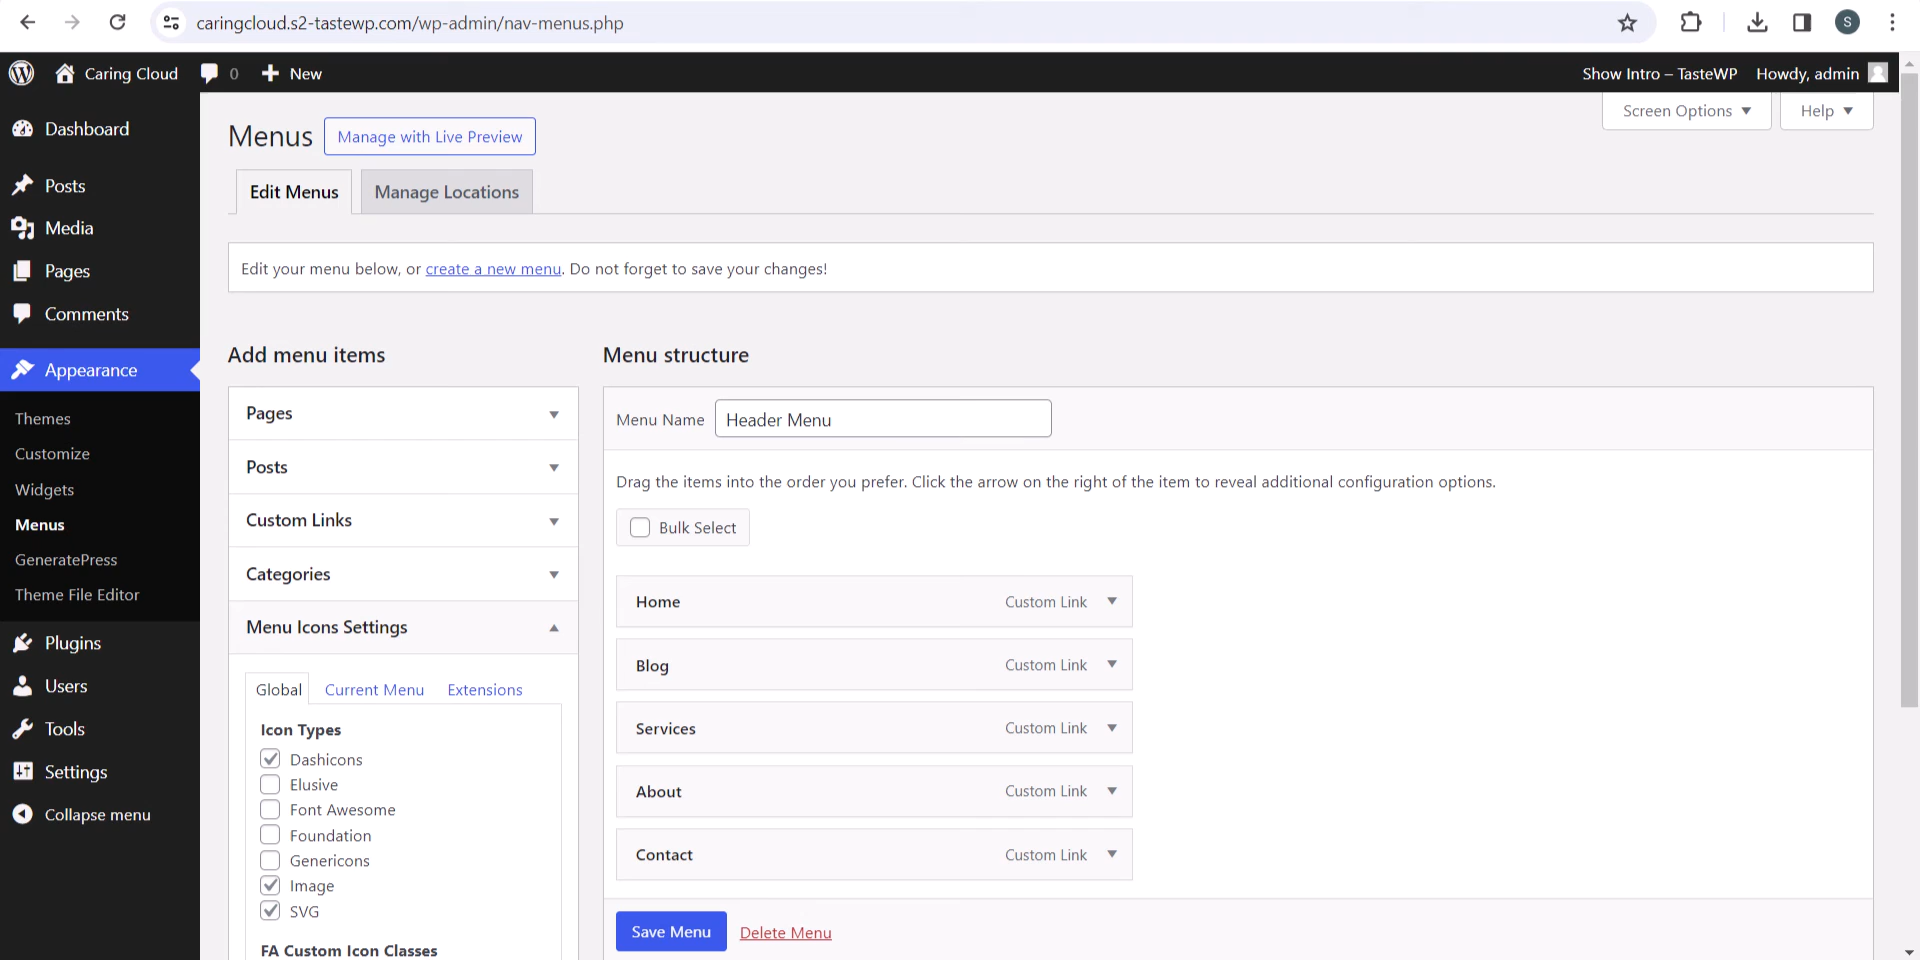 caringcloud.s2-tastewp.com/wp-admin/nav-menus.php
S
Caring Cloud
0
New
Show Intro – TasteWP
Howdy, admin
Dashboard
Posts
Media
Pages
Comments
Appearance
Themes
Customize
Widgets
Menus
GeneratePress
Theme File Editor
Plugins
Users
Tools
Settings
Collapse menu
Screen Options
Help
Menus
Manage with Live Preview
Edit Menus
Manage Locations
Edit your menu below, or create a new menu. Do not forget to save your changes!
Add menu items
Pages
Posts
Custom Links
Categories
Menu Icons Settings
Global
Current Menu
Extensions
Icon Types
Dashicons
Elusive
Font Awesome
Foundation
Genericons
Image
SVG
FA Custom Icon Classes
Menu structure
Menu Name
Header Menu
Drag the items into the order you prefer. Click the arrow on the right of the item to reveal additional configuration options.
Bulk Select
Home Custom Link
Blog Custom Link
Services Custom Link
About Custom Link
Contact Custom Link
Save Menu
Delete Menu